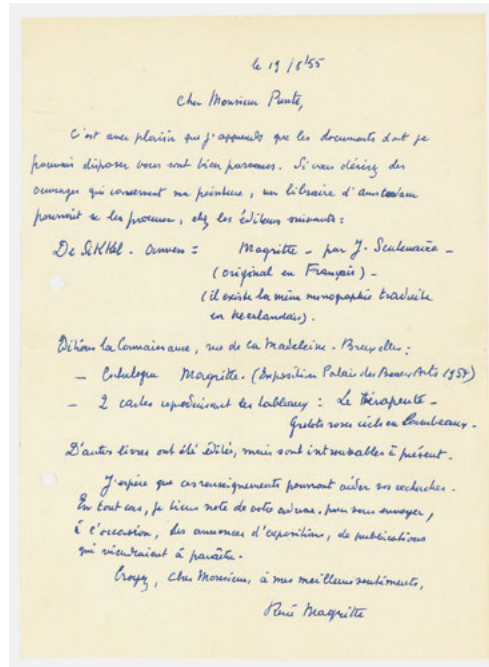 le 19/8/55
Cher Monsieur Punte,
C'est avec plaisir que j'apprends que les documents dont je
pouvais disposer vous sont bien parvenus. Si vous désirez des
ouvrages qui concernent ma peinture, un libraire d'Amsterdam
pourrait se les procurer, chez les éditeurs suivants :
De Sikkel - Anvers = Magritte - par J. Scutenaire -
(original en Français) -
(il existe la même monographie traduite
en néerlandais).
Editions la Connaissance, rue de la Madeleine - Bruxelles :
- Catalogue Magritte. (Exposition Palais des Beaux Arts 1954)
- 2 cartes reproduisant les tableaux : Le Thérapeute -
Grelots roses ciels en lambeaux -
D'autres livres ont été édités, mais sont introuvables à présent -
J'espère que ces renseignements pourront aider vos recherches -
En tout cas, je tiens note de votre adresse pour vous envoyer,
à l'occasion, des annonces d'expositions, de publications
qui viendraient à paraître -
Croyez, cher Monsieur, à mes meilleurs sentiments,
René Magritte